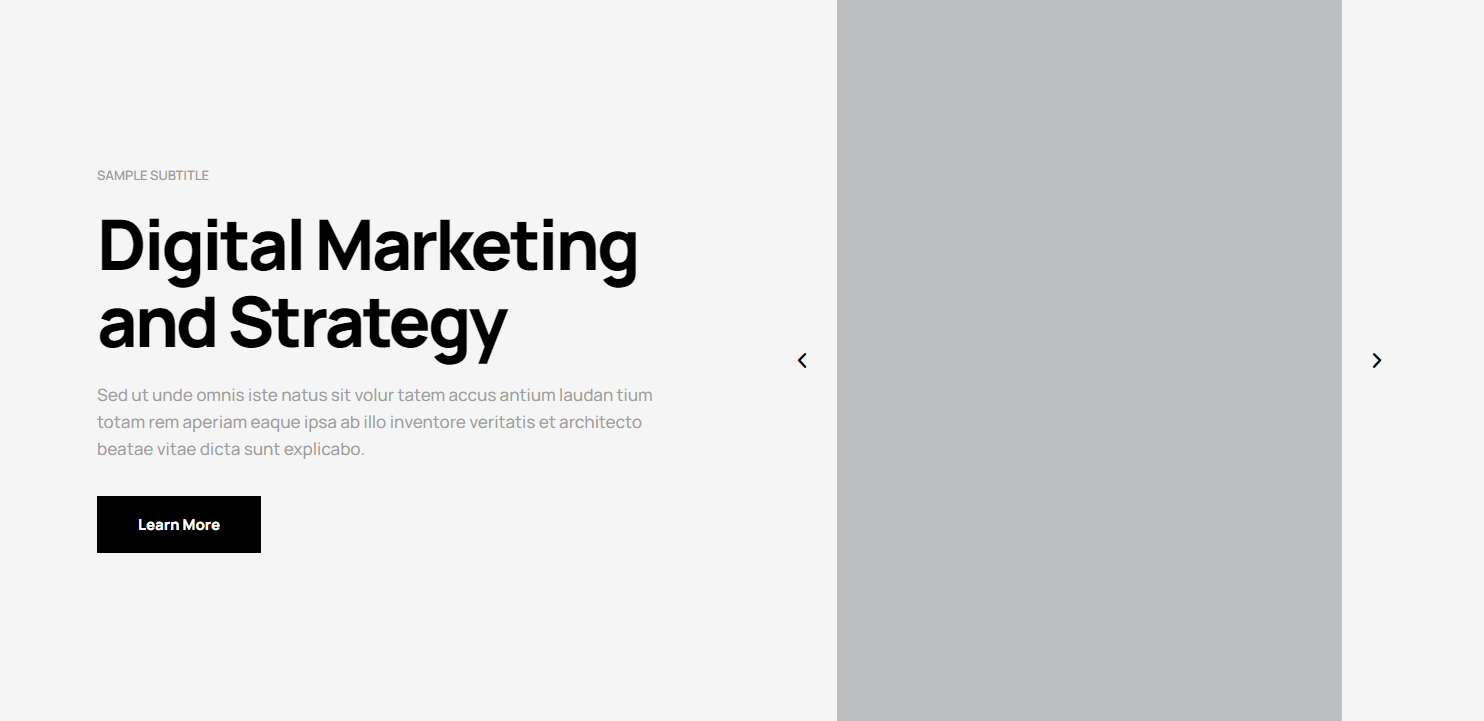 SAMPLE SUBTITLE
Digital Marketing
and Strategy
Sed ut unde omnis iste natus sit volur tatem accus antium laudan tium
totam rem aperiam eaque ipsa ab illo inventore veritatis et architecto
beatae vitae dicta sunt explicabo.
Learn More